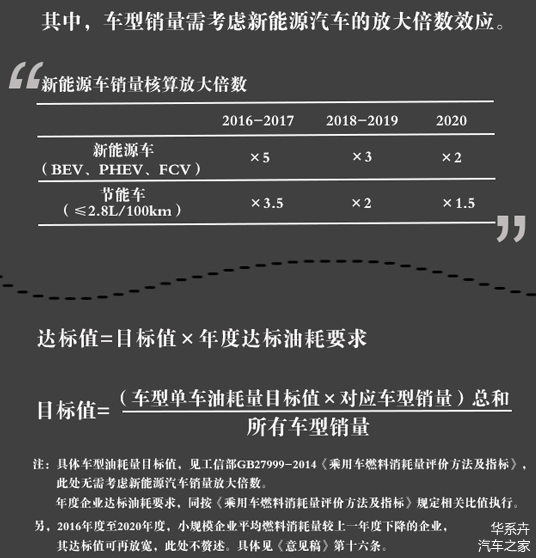 其中，车型销量需考虑新能源汽车的放大倍数效应。
“
新能源车销量核算放大倍数
2016-2017 2018-2019 2020
新能源车
（BEV、PHEV、FCV） ×5 ×3 ×2
节能车
（≤2.8L/100km） ×3.5 ×2 ×1.5
”
达标值=目标值×年度达标油耗要求
目标值=（车型单车油耗量目标值×对应车型销量）总和
所有车型销量
注：具体车型油耗量目标值，见工信部GB27999-2014《乘用车燃料消耗量评价方法及指标》，
此处无需考虑新能源汽车销量放大倍数。
年度企业达标油耗要求，同按《乘用车燃料消耗量评价方法及指标》规定相关比值执行。
另，2016年度至2020年度，小规模企业平均燃料消耗量较上一年度下降的企业，
其达标值可再放宽，此处不赘述。具体见《意见稿》第十六条。
华系卉
汽车之家